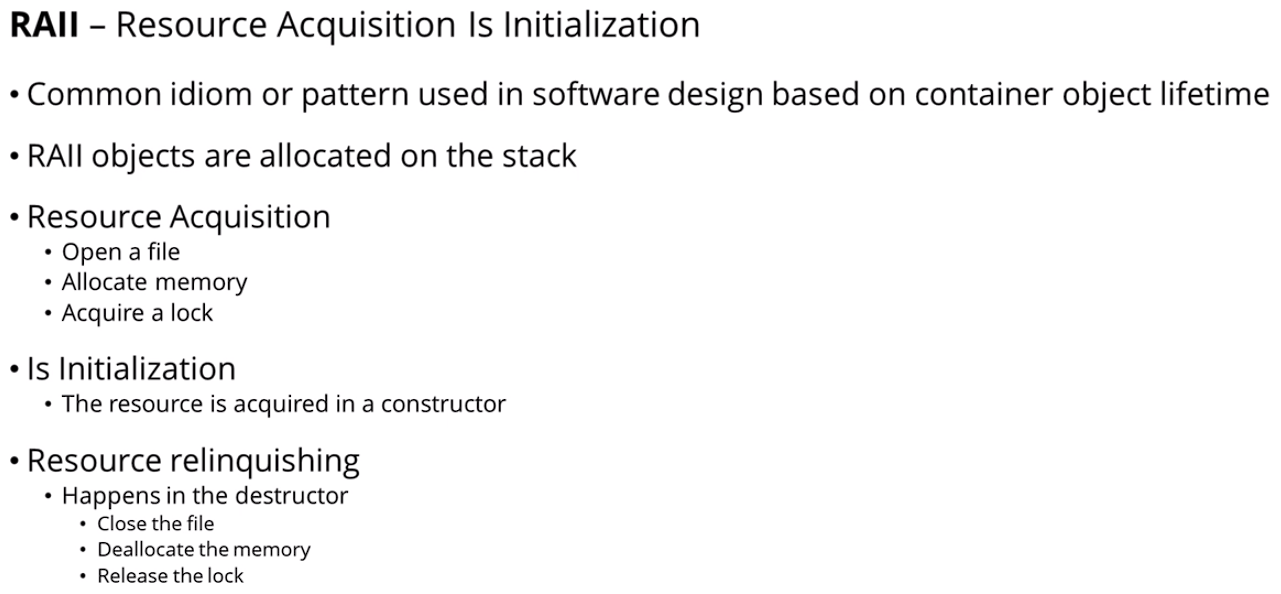 RAII – Resource Acquisition Is Initialization
• Common idiom or pattern used in software design based on container object lifetime
• RAII objects are allocated on the stack
• Resource Acquisition
• Open a file
• Allocate memory
• Acquire a lock
• Is Initialization
• The resource is acquired in a constructor
• Resource relinquishing
• Happens in the destructor
• Close the file
• Deallocate the memory
• Release the lock